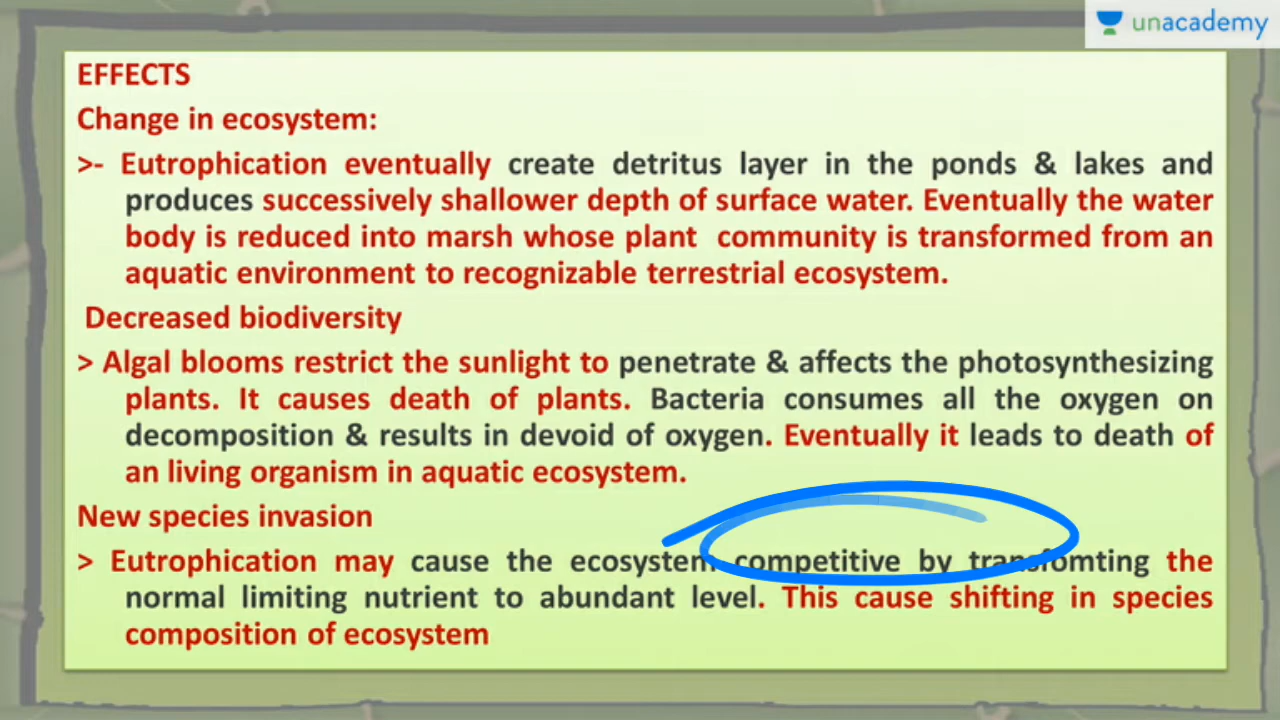 unacademy
EFFECTS
Change in ecosystem:
>- Eutrophication eventually create detritus layer in the ponds & lakes and
produces successively shallower depth of surface water. Eventually the water
body is reduced into marsh whose plant community is transformed from an
aquatic environment to recognizable terrestrial ecosystem.
Decreased biodiversity
> Algal blooms restrict the sunlight to penetrate & affects the photosynthesizing
plants. It causes death of plants. Bacteria consumes all the oxygen on
decomposition & results in devoid of oxygen. Eventually it leads to death of
an living organism in aquatic ecosystem.
New species invasion
> Eutrophication may cause the ecosystem competitive by transfomting the
normal limiting nutrient to abundant level. This cause shifting in species
composition of ecosystem